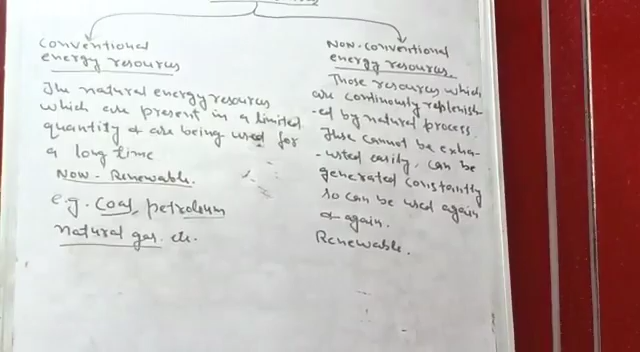 Conventional
energy resources
The natural energy resources
which are present in a limited
quantity & are being used for
a long time
Non-Renewable.
e.g. Coal, petroleum
natural gas. etc.
Non-Conventional
energy resources.
Those resources which
are continously replenish-
-ed by natural process.
These cannot be exha-
-usted easily, can be
generated constantly
so can be used again
& again.
Renewable.